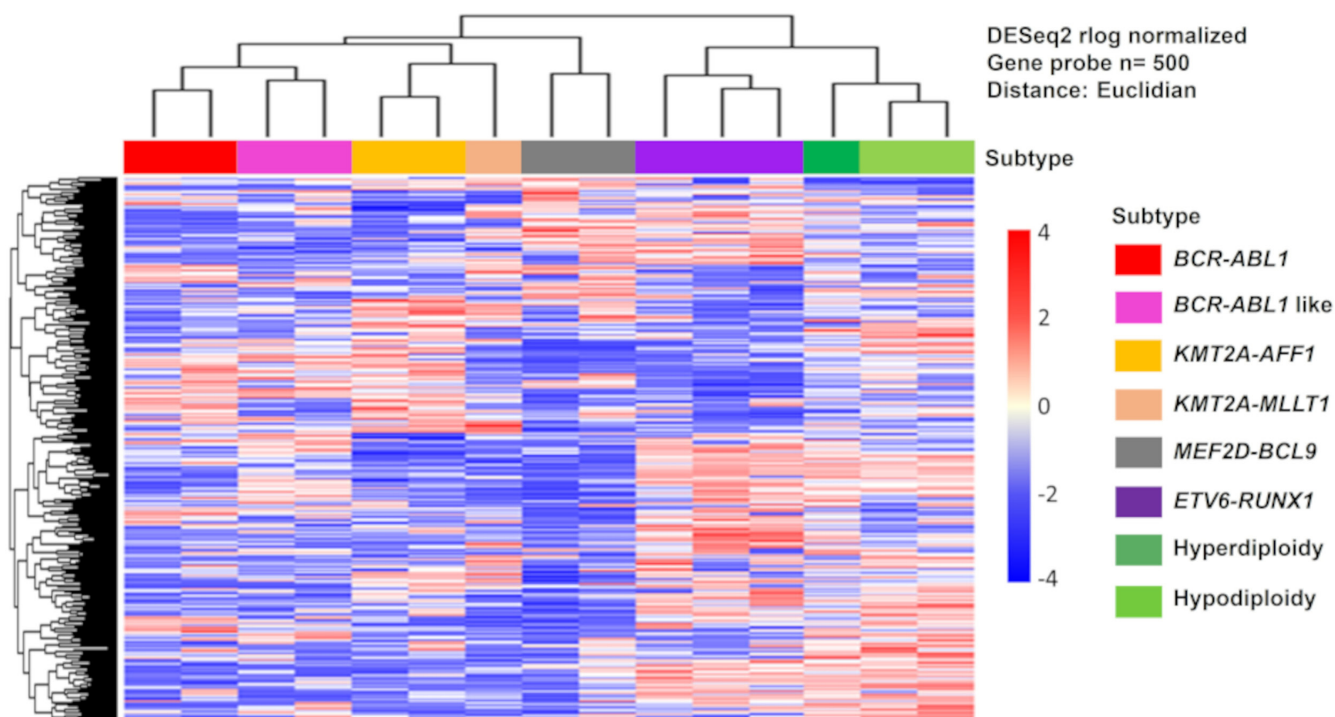 DESeq2 rlog normalized
Gene probe n= 500
Distance: Euclidian
Subtype
4
2
0
-2
-4
Subtype
BCR-ABL1
BCR-ABL1 like
KMT2A-AFF1
KMT2A-MLLT1
MEF2D-BCL9
ETV6-RUNX1
Hyperdiploidy
Hypodiploidy